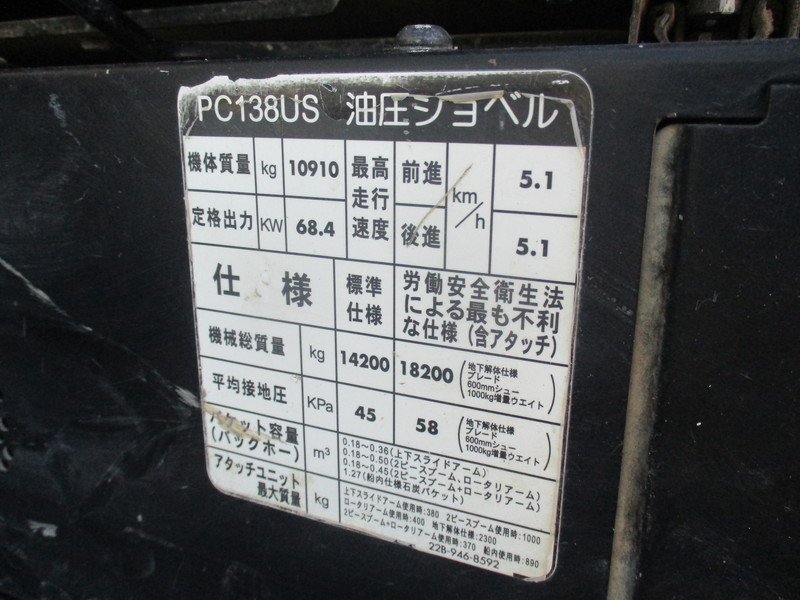 PC138US 油圧ショベル
機体質量 kg 10910 最高走行速度 前進 km/h 5.1
定格出力 KW 68.4 後進 5.1
仕様 標準仕様 労働安全衛生法による最も不利な仕様(含アタッチ)
機械総質量 kg 14200 18200 (地下解体仕様 ブレード 600mmシュー 1000kg増量ウエイト)
平均接地圧 KPa 45 58 (地下解体仕様 ブレード 600mmシュー 1000kg増量ウエイト)
バケット容量(バックホー) m³ 0.18~0.36(上下スライドアーム)
0.18~0.50(2ピースブーム、ロータリアーム)
0.18~0.45(2ピースブーム+ロータリアーム)
1.27(船内仕様石炭バケット)
アタッチユニット最大質量 kg 上下スライドアーム使用時:380 2ピースブーム使用時:1000
ロータリアーム使用時:400 地下解体仕様:2300
2ピースブーム+ロータリアーム使用時:370 船内使用時:890
22B-946-8592